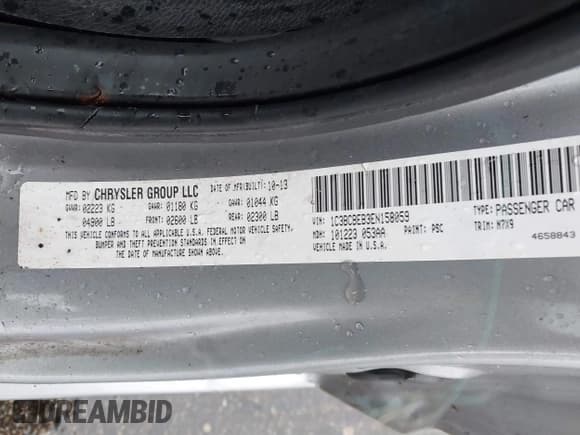 MFD BY CHRYSLER GROUP LLC DATE OF MFR(BUILT): 10-13
GVWR: 02223 KG GAWR: 01180 KG GAWR: 01044 KG
04900 LB FRONT: 02600 LB REAR: 02300 LB
THIS VEHICLE CONFORMS TO ALL APPLICABLE U.S.A. FEDERAL MOTOR VEHICLE SAFETY,
BUMPER AND THEFT PREVENTION STANDARDS IN EFFECT ON
THE DATE OF MANUFACTURE SHOWN ABOVE. VEHICLE MADE IN U.S.A.
VIN: 1C3BCBEB3EN158059 TYPE: PASSENGER CAR
MDH: 101223 053AA PAINT: PSC TRIM: M7X9
4658843
DREAMBID